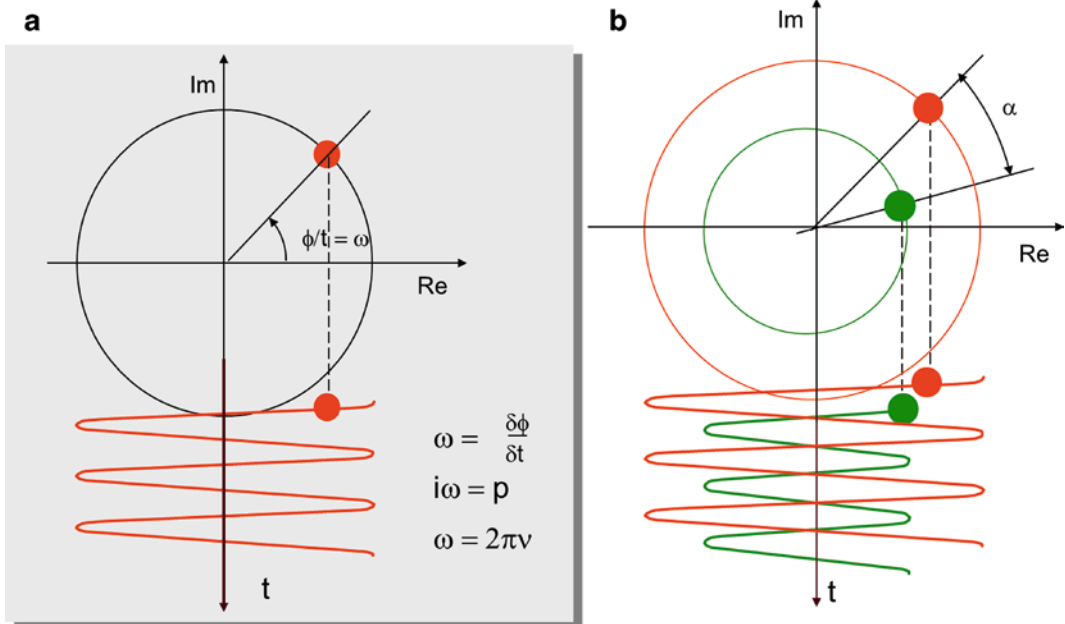 a
Im
ϕ/t = ω
Re
ω = δϕ/δt
iω = p
ω = 2πν
t
b
Im
α
Re
t